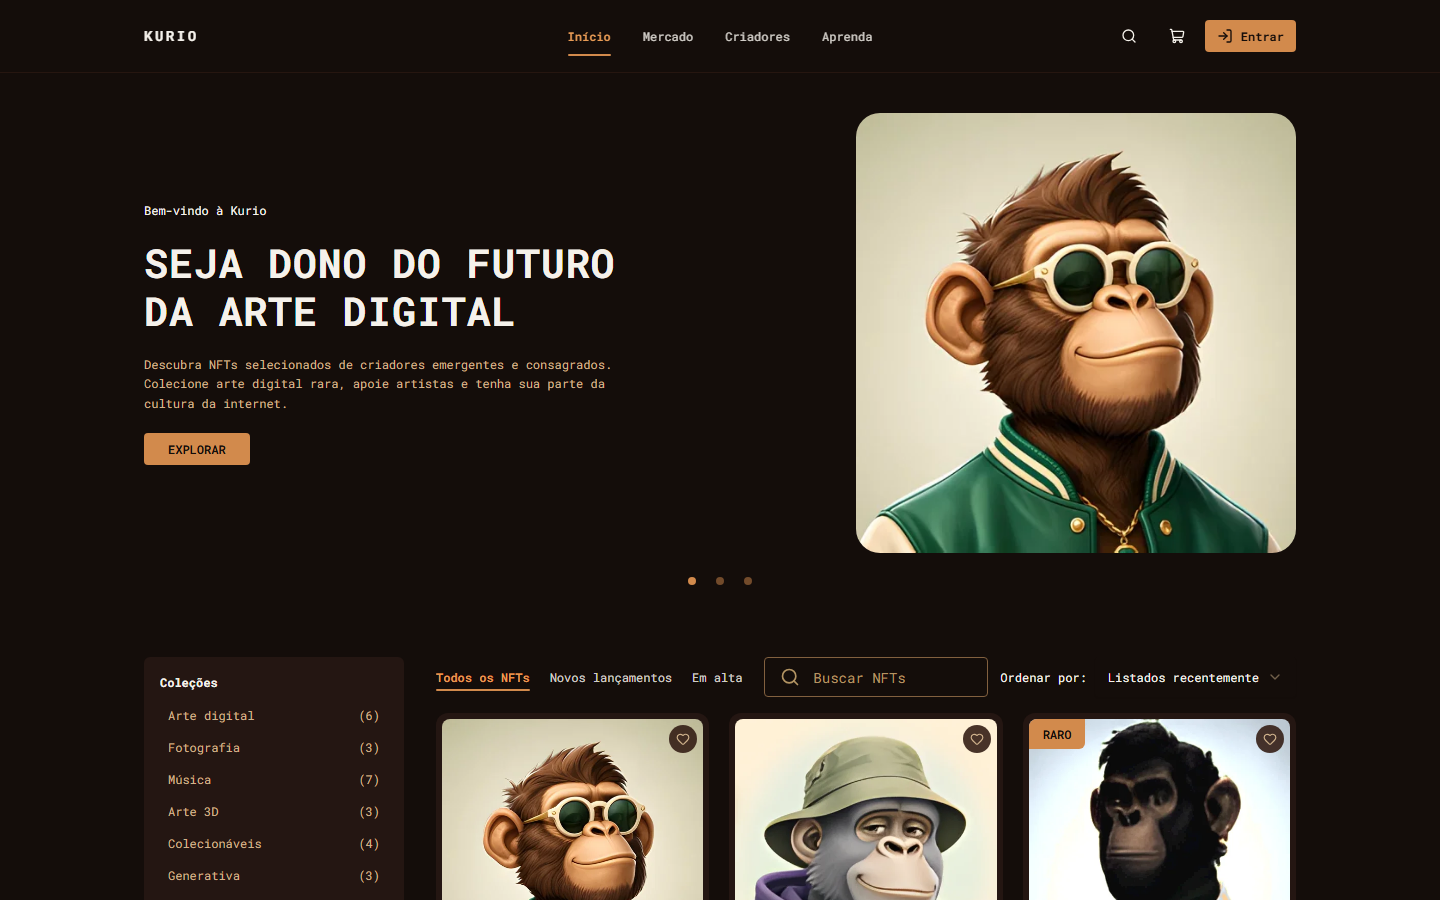 KURIO
Início
Mercado
Criadores
Aprenda
Entrar
Bem-vindo à Kurio
SEJA DONO DO FUTURO
DA ARTE DIGITAL
Descubra NFTs selecionados de criadores emergentes e consagrados.
Colecione arte digital rara, apoie artistas e tenha sua parte da
cultura da internet.
EXPLORAR
Coleções
Arte digital (6)
Fotografia (3)
Música (7)
Arte 3D (3)
Colecionáveis (4)
Generativa (3)
Todos os NFTs
Novos lançamentos
Em alta
Buscar NFTs
Ordenar por: Listados recentemente
RARO